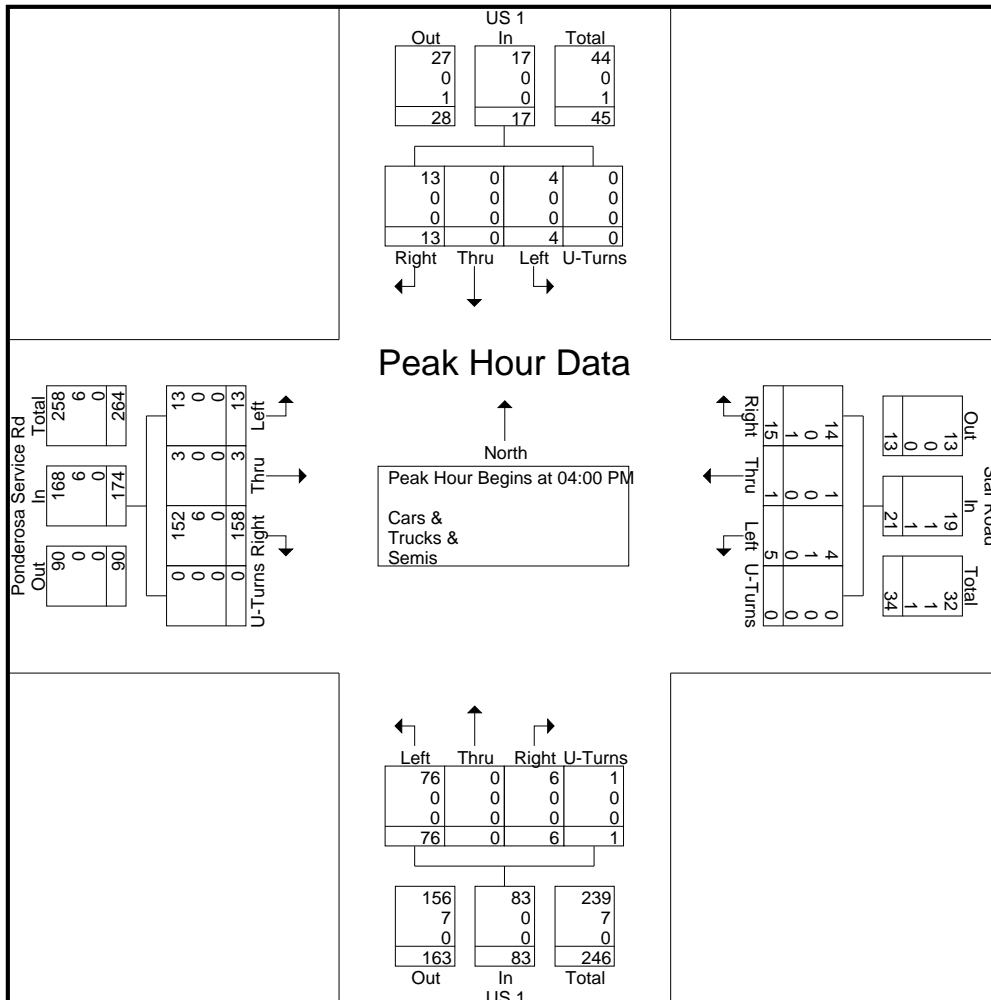 US 1
Out In Total
27 17 44
0 0 0
1 0 1
28 17 45
13 0 4 0
0 0 0 0
0 0 0 0
13 0 4 0
Right Thru Left U-Turns
Peak Hour Data
North
Peak Hour Begins at 04:00 PM
Cars &
Trucks &
Semis
Ponderosa Service Rd
Out In Total
90 168 258
0 6 6
0 0 0
90 174 264
0 152 3 13
0 6 0 0
0 0 0 0
0 158 3 13
U-Turns Right Thru Left
Star Road
Out In Total
13 19 32
0 1 1
0 1 1
13 21 34
14 1 4 0
0 0 1 0
1 0 0 0
15 1 5 0
Right Thru Left U-Turns
Left Thru Right U-Turns
76 0 6 1
0 0 0 0
0 0 0 0
76 0 6 1
156 83 239
7 0 7
0 0 0
163 83 246
Out In Total
US 1